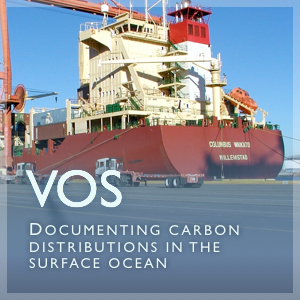 COLUMBUS WAIKATO
WILLEMSTAD
VOS
DOCUMENTING CARBON
DISTRIBUTIONS IN THE
SURFACE OCEAN